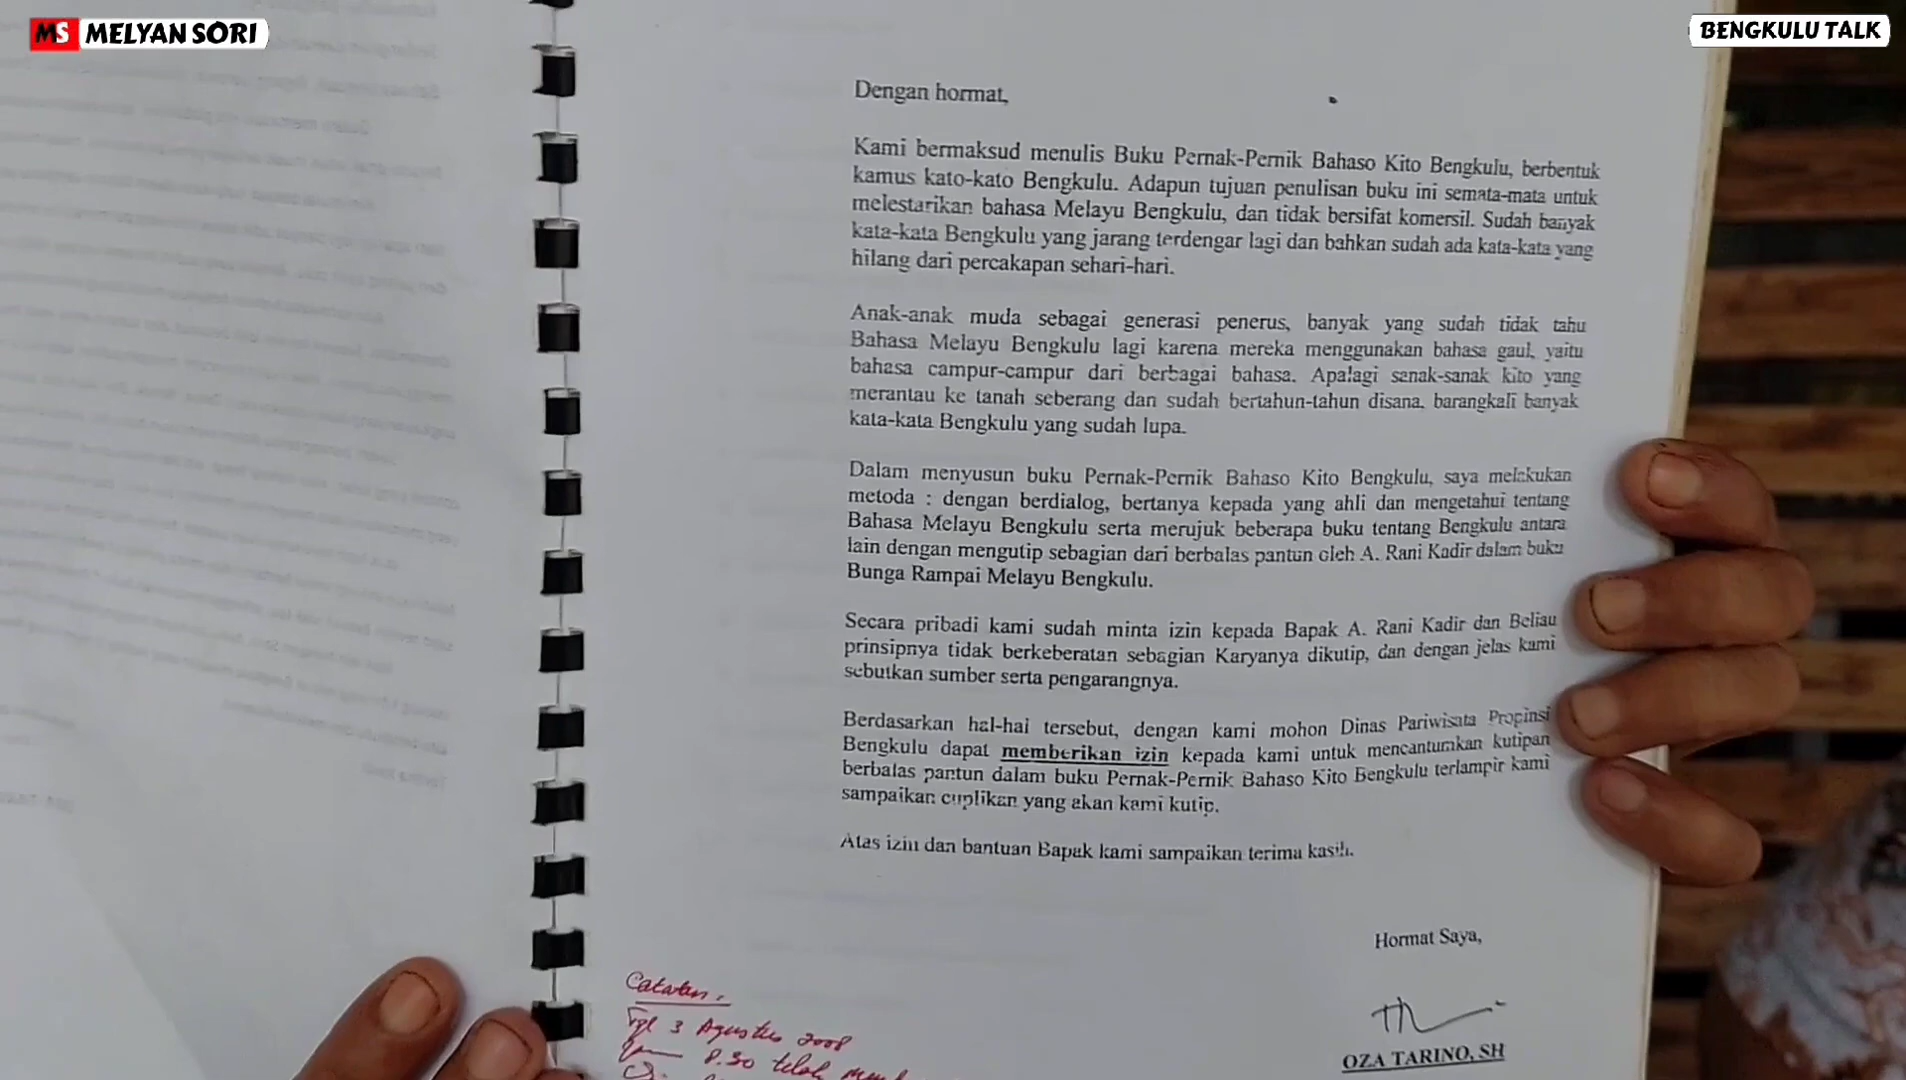 MS MELYAN SORI
BENGKULU TALK
Dengan hormat,
Kami bermaksud menulis Buku Pernak-Pernik Bahaso Kito Bengkulu, berbentuk
kamus kato-kato Bengkulu. Adapun tujuan penulisan buku ini semata-mata untuk
melestarikan bahasa Melayu Bengkulu, dan tidak bersifat komersil. Sudah banyak
kata-kata Bengkulu yang jarang terdengar lagi dan bahkan sudah ada kata-kata yang
hilang dari percakapan sehari-hari.
Anak-anak muda sebagai generasi penerus, banyak yang sudah tidak tahu
Bahasa Melayu Bengkulu lagi karena mereka menggunakan bahasa gaul, yaitu
bahasa campur-campur dari berbagai bahasa. Apalagi sanak-sanak kito yang
merantau ke tanah seberang dan sudah bertahun-tahun disana, barangkali banyak
kata-kata Bengkulu yang sudah lupa.
Dalam menyusun buku Pernak-Pernik Bahaso Kito Bengkulu, saya melakukan
metoda : dengan berdialog, bertanya kepada yang ahli dan mengetahui tentang
Bahasa Melayu Bengkulu serta merujuk beberapa buku tentang Bengkulu antara
lain dengan mengutip sebagian dari berbalas pantun oleh A. Rani Kadir dalam buku
Bunga Rampai Melayu Bengkulu.
Secara pribadi kami sudah minta izin kepada Bapak A. Rani Kadir dan Beliau
prinsipnya tidak berkeberatan sebagian Karyanya dikutip, dan dengan jelas kami
sebutkan sumber serta pengarangnya.
Berdasarkan hal-hal tersebut, dengan kami mohon Dinas Pariwisata Propinsi
Bengkulu dapat memberikan izin kepada kami untuk mencantumkan kutipan
berbalas pantun dalam buku Pernak-Pernik Bahaso Kito Bengkulu terlampir kami
sampaikan cuplikan yang akan kami kutip.
Atas izin dan bantuan Bapak kami sampaikan terima kasih.
Hormat Saya,
OZA TARINO, SH
Catatan,
Tgl 3 Agustus 2008
8.30 telah